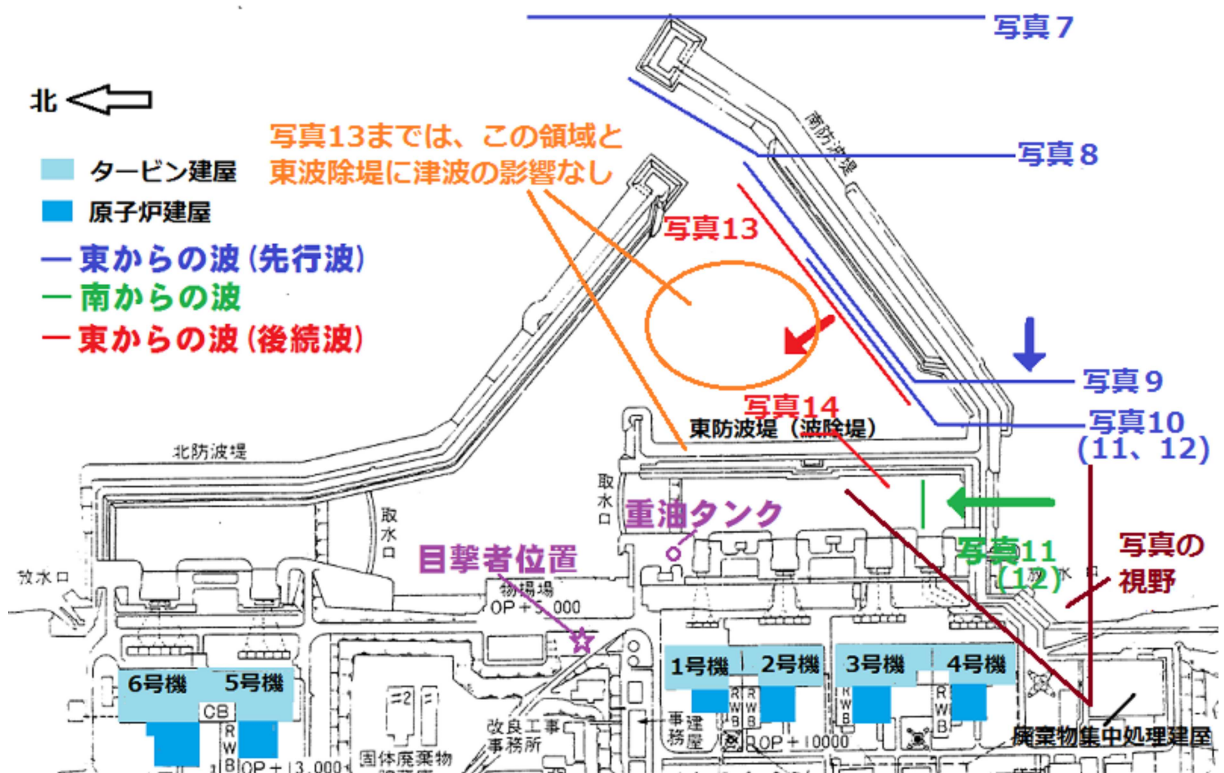 写真7
北
南防波堤
写真13までは、この領域と
東波除堤に津波の影響なし
写真8
タービン建屋
原子炉建屋
東からの波(先行波)
南からの波
東からの波(後続波)
写真13
写真9
写真14
写真10
(11、12)
東防波堤(波除堤)
北防波堤
取水口
取水口
重油タンク
目撃者位置
写真11
(12)
写真の
視野
放水口
物揚場
1号機
2号機
3号機
4号機
6号機
5号機
CB
RWB
RWB
RWB
RWB
RWB
改良工事
事務所
固体廃棄物
事務
建屋
OP+10000
OP+13,000
廃棄物集中処理建屋